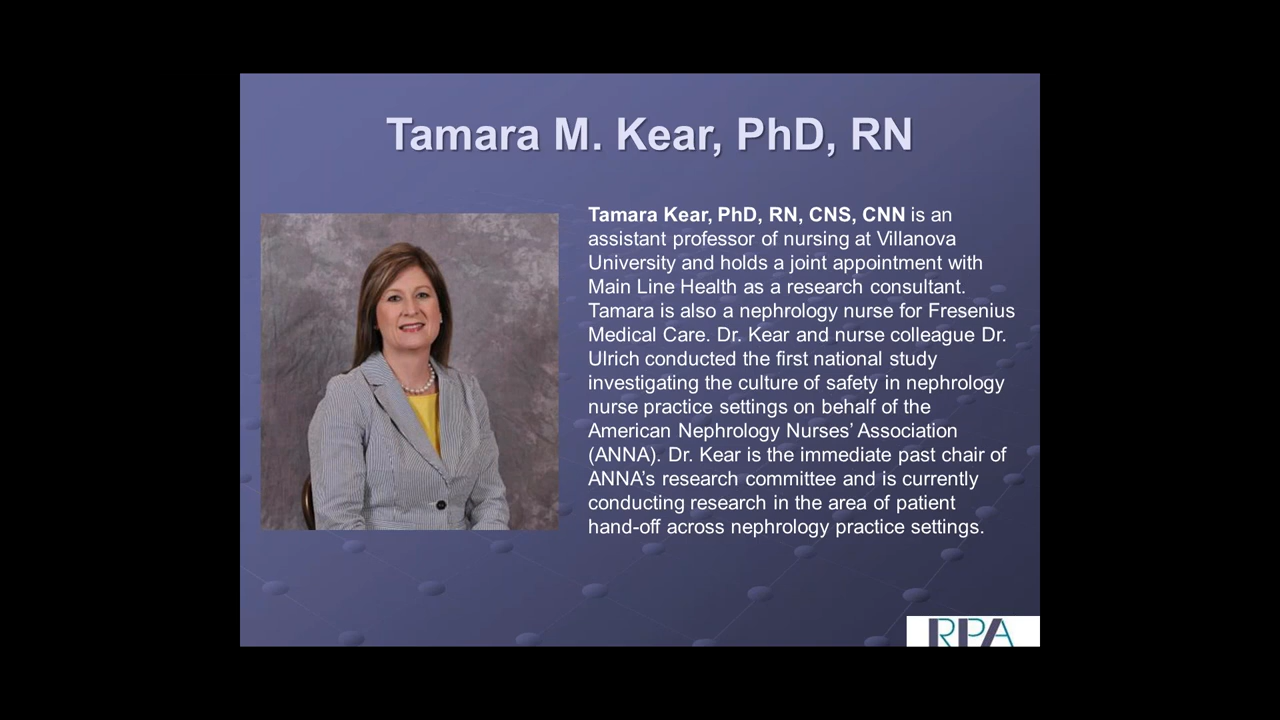 Tamara M. Kear, PhD, RN
Tamara Kear, PhD, RN, CNS, CNN is an
assistant professor of nursing at Villanova
University and holds a joint appointment with
Main Line Health as a research consultant.
Tamara is also a nephrology nurse for Fresenius
Medical Care. Dr. Kear and nurse colleague Dr.
Ulrich conducted the first national study
investigating the culture of safety in nephrology
nurse practice settings on behalf of the
American Nephrology Nurses’ Association
(ANNA). Dr. Kear is the immediate past chair of
ANNA’s research committee and is currently
conducting research in the area of patient
hand-off across nephrology practice settings.
RPA